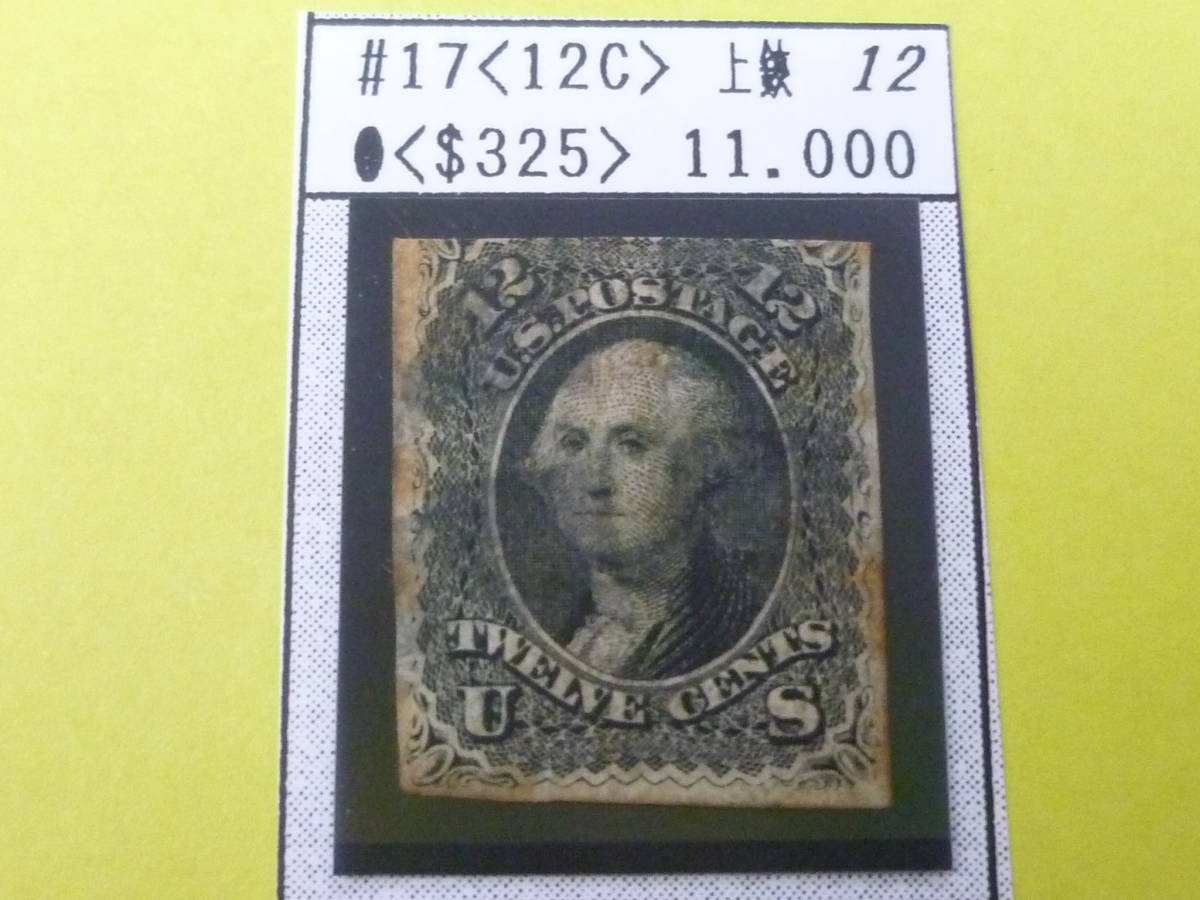 #17<12C> 上鋏 12
●<$325> 11.000
12 12
U.S.POSTAGE
TWELVE CENTS
U S